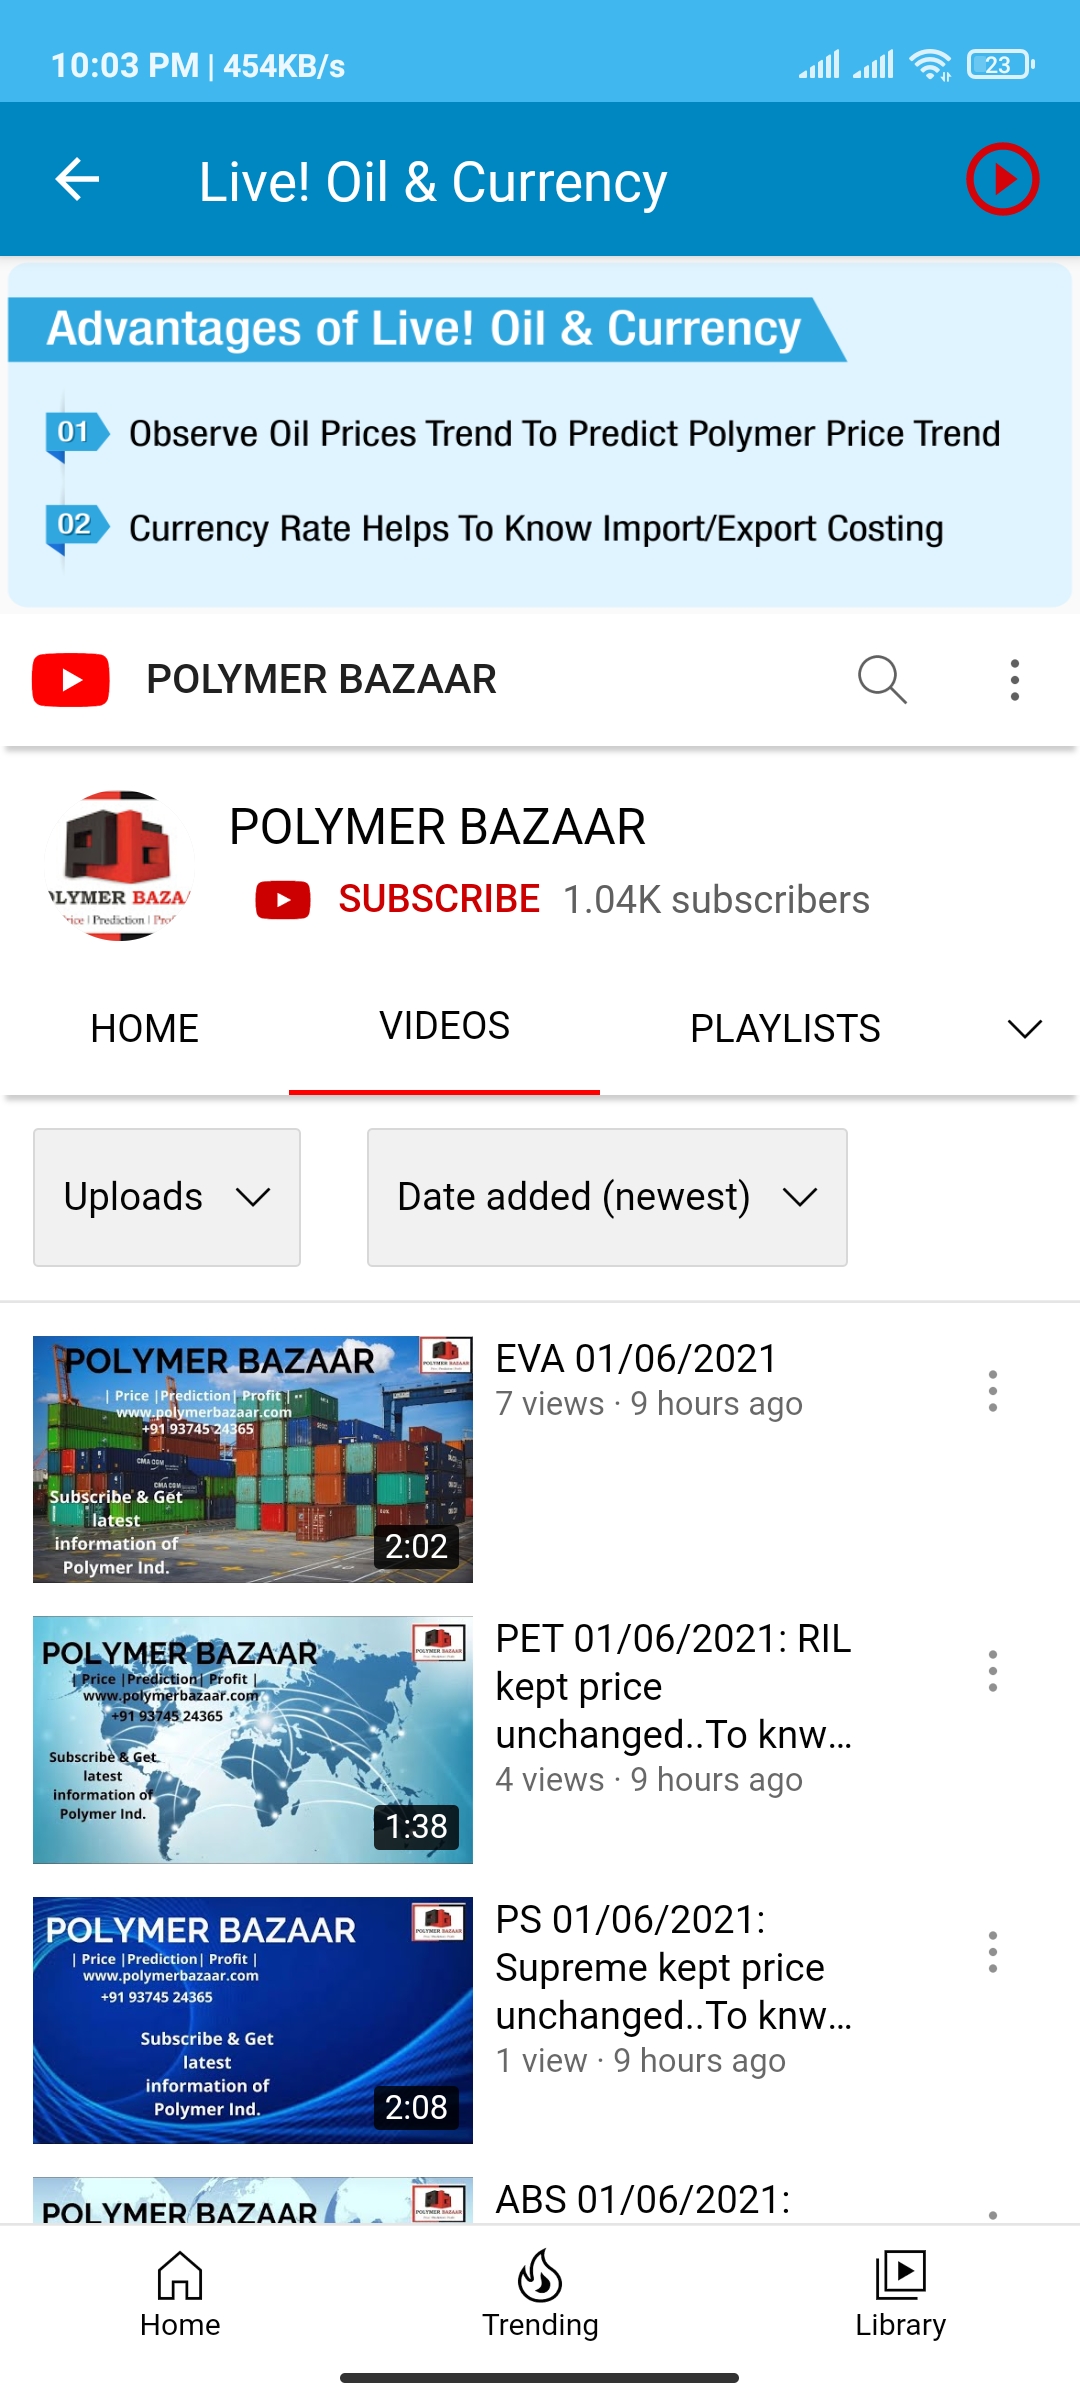 10:03 PM | 454KB/s
23
Live! Oil & Currency
Advantages of Live! Oil & Currency
01 Observe Oil Prices Trend To Predict Polymer Price Trend
02 Currency Rate Helps To Know Import/Export Costing
POLYMER BAZAAR
POLYMER BAZAAR
SUBSCRIBE 1.04K subscribers
HOME VIDEOS PLAYLISTS
Uploads Date added (newest)
POLYMER BAZAAR
| Price |Prediction| Profit |
www.polymerbazaar.com
+91 93745 24365
Subscribe & Get
latest
information of
Polymer Ind.
2:02
EVA 01/06/2021
7 views · 9 hours ago
POLYMER BAZAAR
| Price |Prediction| Profit |
www.polymerbazaar.com
+91 93745 24365
Subscribe & Get
latest
information of
Polymer Ind.
1:38
PET 01/06/2021: RIL
kept price
unchanged..To knw...
4 views · 9 hours ago
POLYMER BAZAAR
| Price |Prediction| Profit |
www.polymerbazaar.com
+91 93745 24365
Subscribe & Get
latest
information of
Polymer Ind.
2:08
PS 01/06/2021:
Supreme kept price
unchanged..To knw...
1 view · 9 hours ago
POLYMER BAZAAR
ABS 01/06/2021:
Home Trending Library